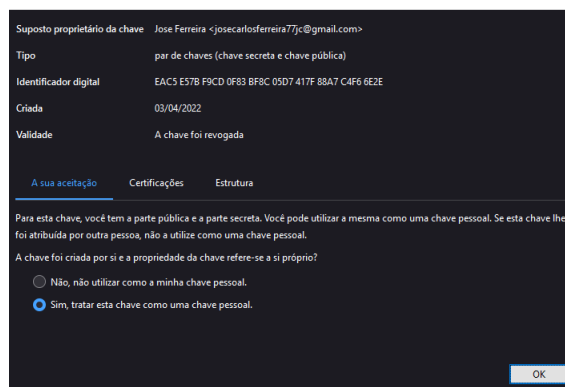 Suposto proprietário da chave Jose Ferreira <josecarlosferreira77jc@gmail.com>
Tipo par de chaves (chave secreta e chave pública)
Identificador digital EAC5 E57B F9CD 0F83 BF8C 05D7 417F 88A7 C4F6 6E2E
Criada 03/04/2022
Validade A chave foi revogada
A sua aceitação Certificações Estrutura
Para esta chave, você tem a parte pública e a parte secreta. Você pode utilizar a mesma como uma chave pessoal. Se esta chave lhe
foi atribuída por outra pessoa, não a utilize como uma chave pessoal.
A chave foi criada por si e a propriedade da chave refere-se a si próprio?
Não, não utilizar como a minha chave pessoal.
Sim, tratar esta chave como uma chave pessoal.
OK